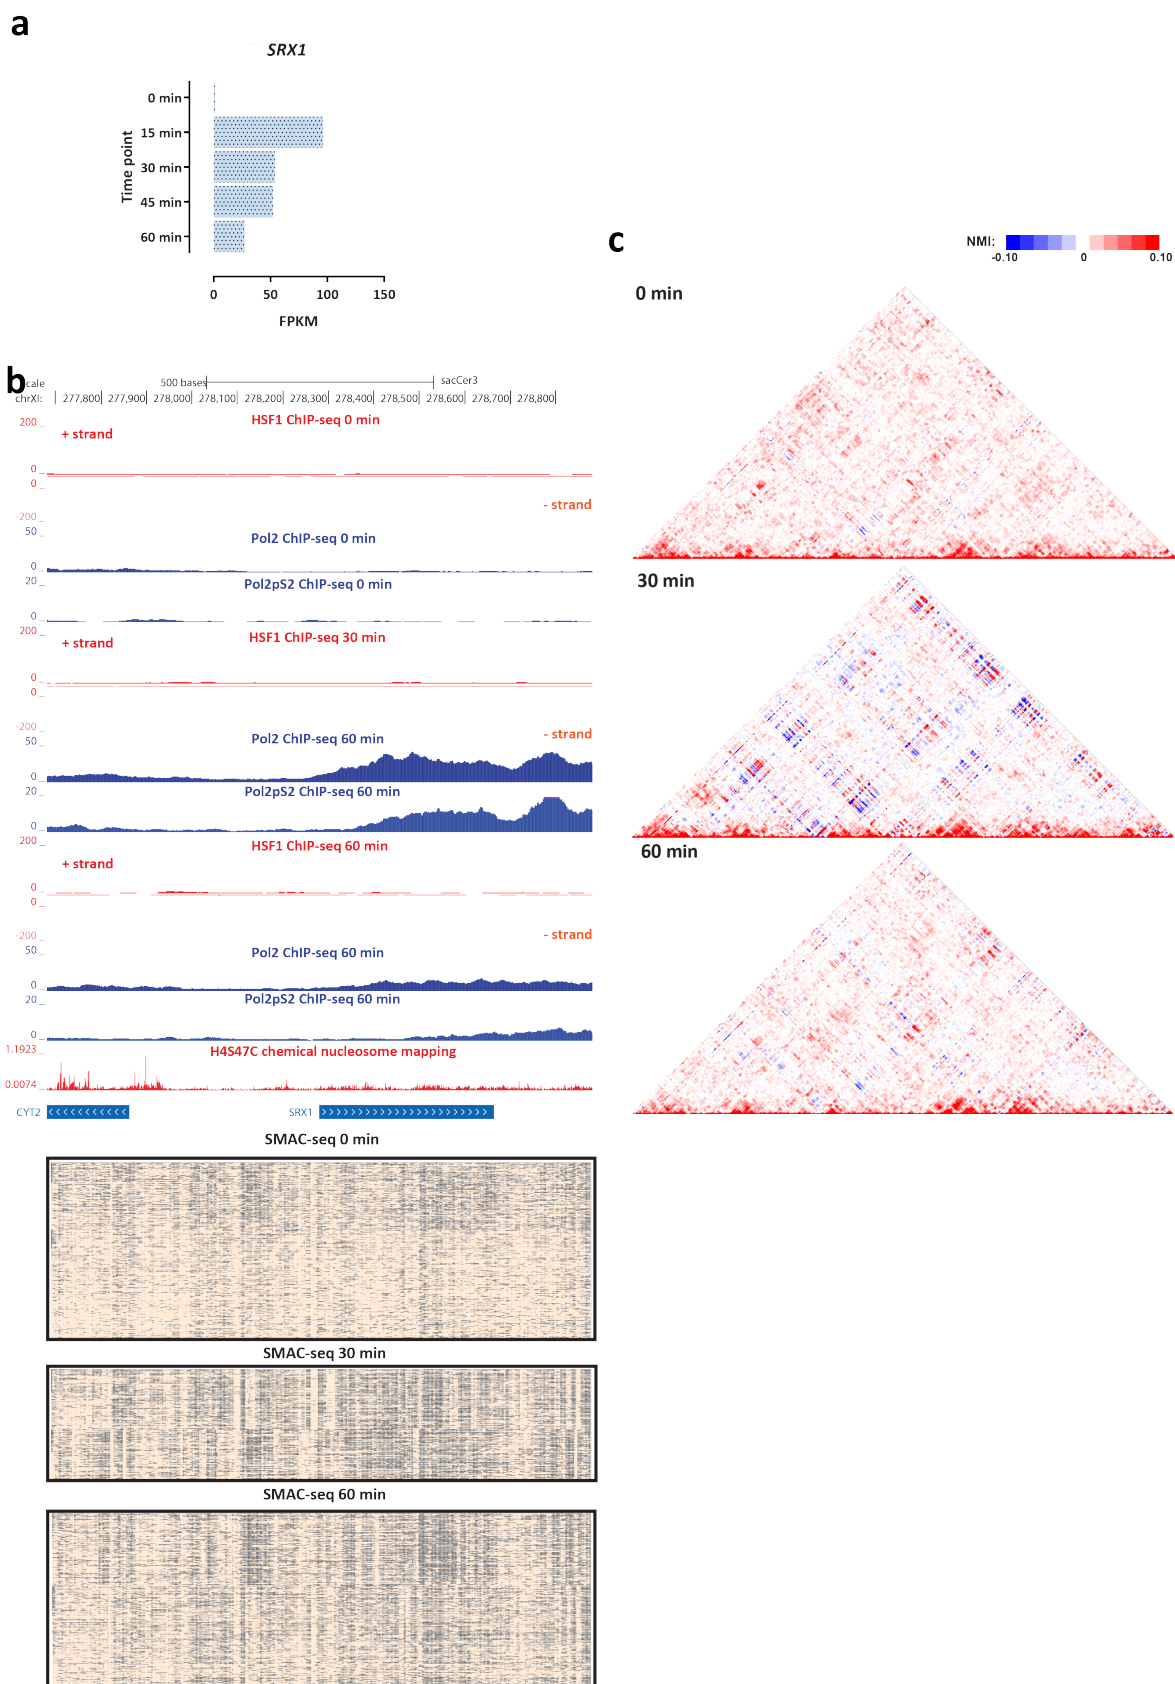 a
SRX1
Time point
0 min
15 min
30 min
45 min
60 min
0 50 100 150
FPKM
b
cale 500 bases sacCer3
chrXI: 277,800 277,900 278,000 278,100 278,200 278,300 278,400 278,500 278,600 278,700 278,800
HSF1 ChIP-seq 0 min
200
+ strand
0
0
- strand
-200
50
Pol2 ChIP-seq 0 min
0
20
Pol2pS2 ChIP-seq 0 min
0
200
HSF1 ChIP-seq 30 min
+ strand
0
0
-200
- strand
50
Pol2 ChIP-seq 60 min
0
20
Pol2pS2 ChIP-seq 60 min
0
200
HSF1 ChIP-seq 60 min
+ strand
0
0
-200
- strand
50
Pol2 ChIP-seq 60 min
0
20
Pol2pS2 ChIP-seq 60 min
0
1.1923
H4S47C chemical nucleosome mapping
0.0074
CYT2 SRX1
SMAC-seq 0 min
SMAC-seq 30 min
SMAC-seq 60 min
c
NMI:
-0.10 0 0.10
0 min
30 min
60 min